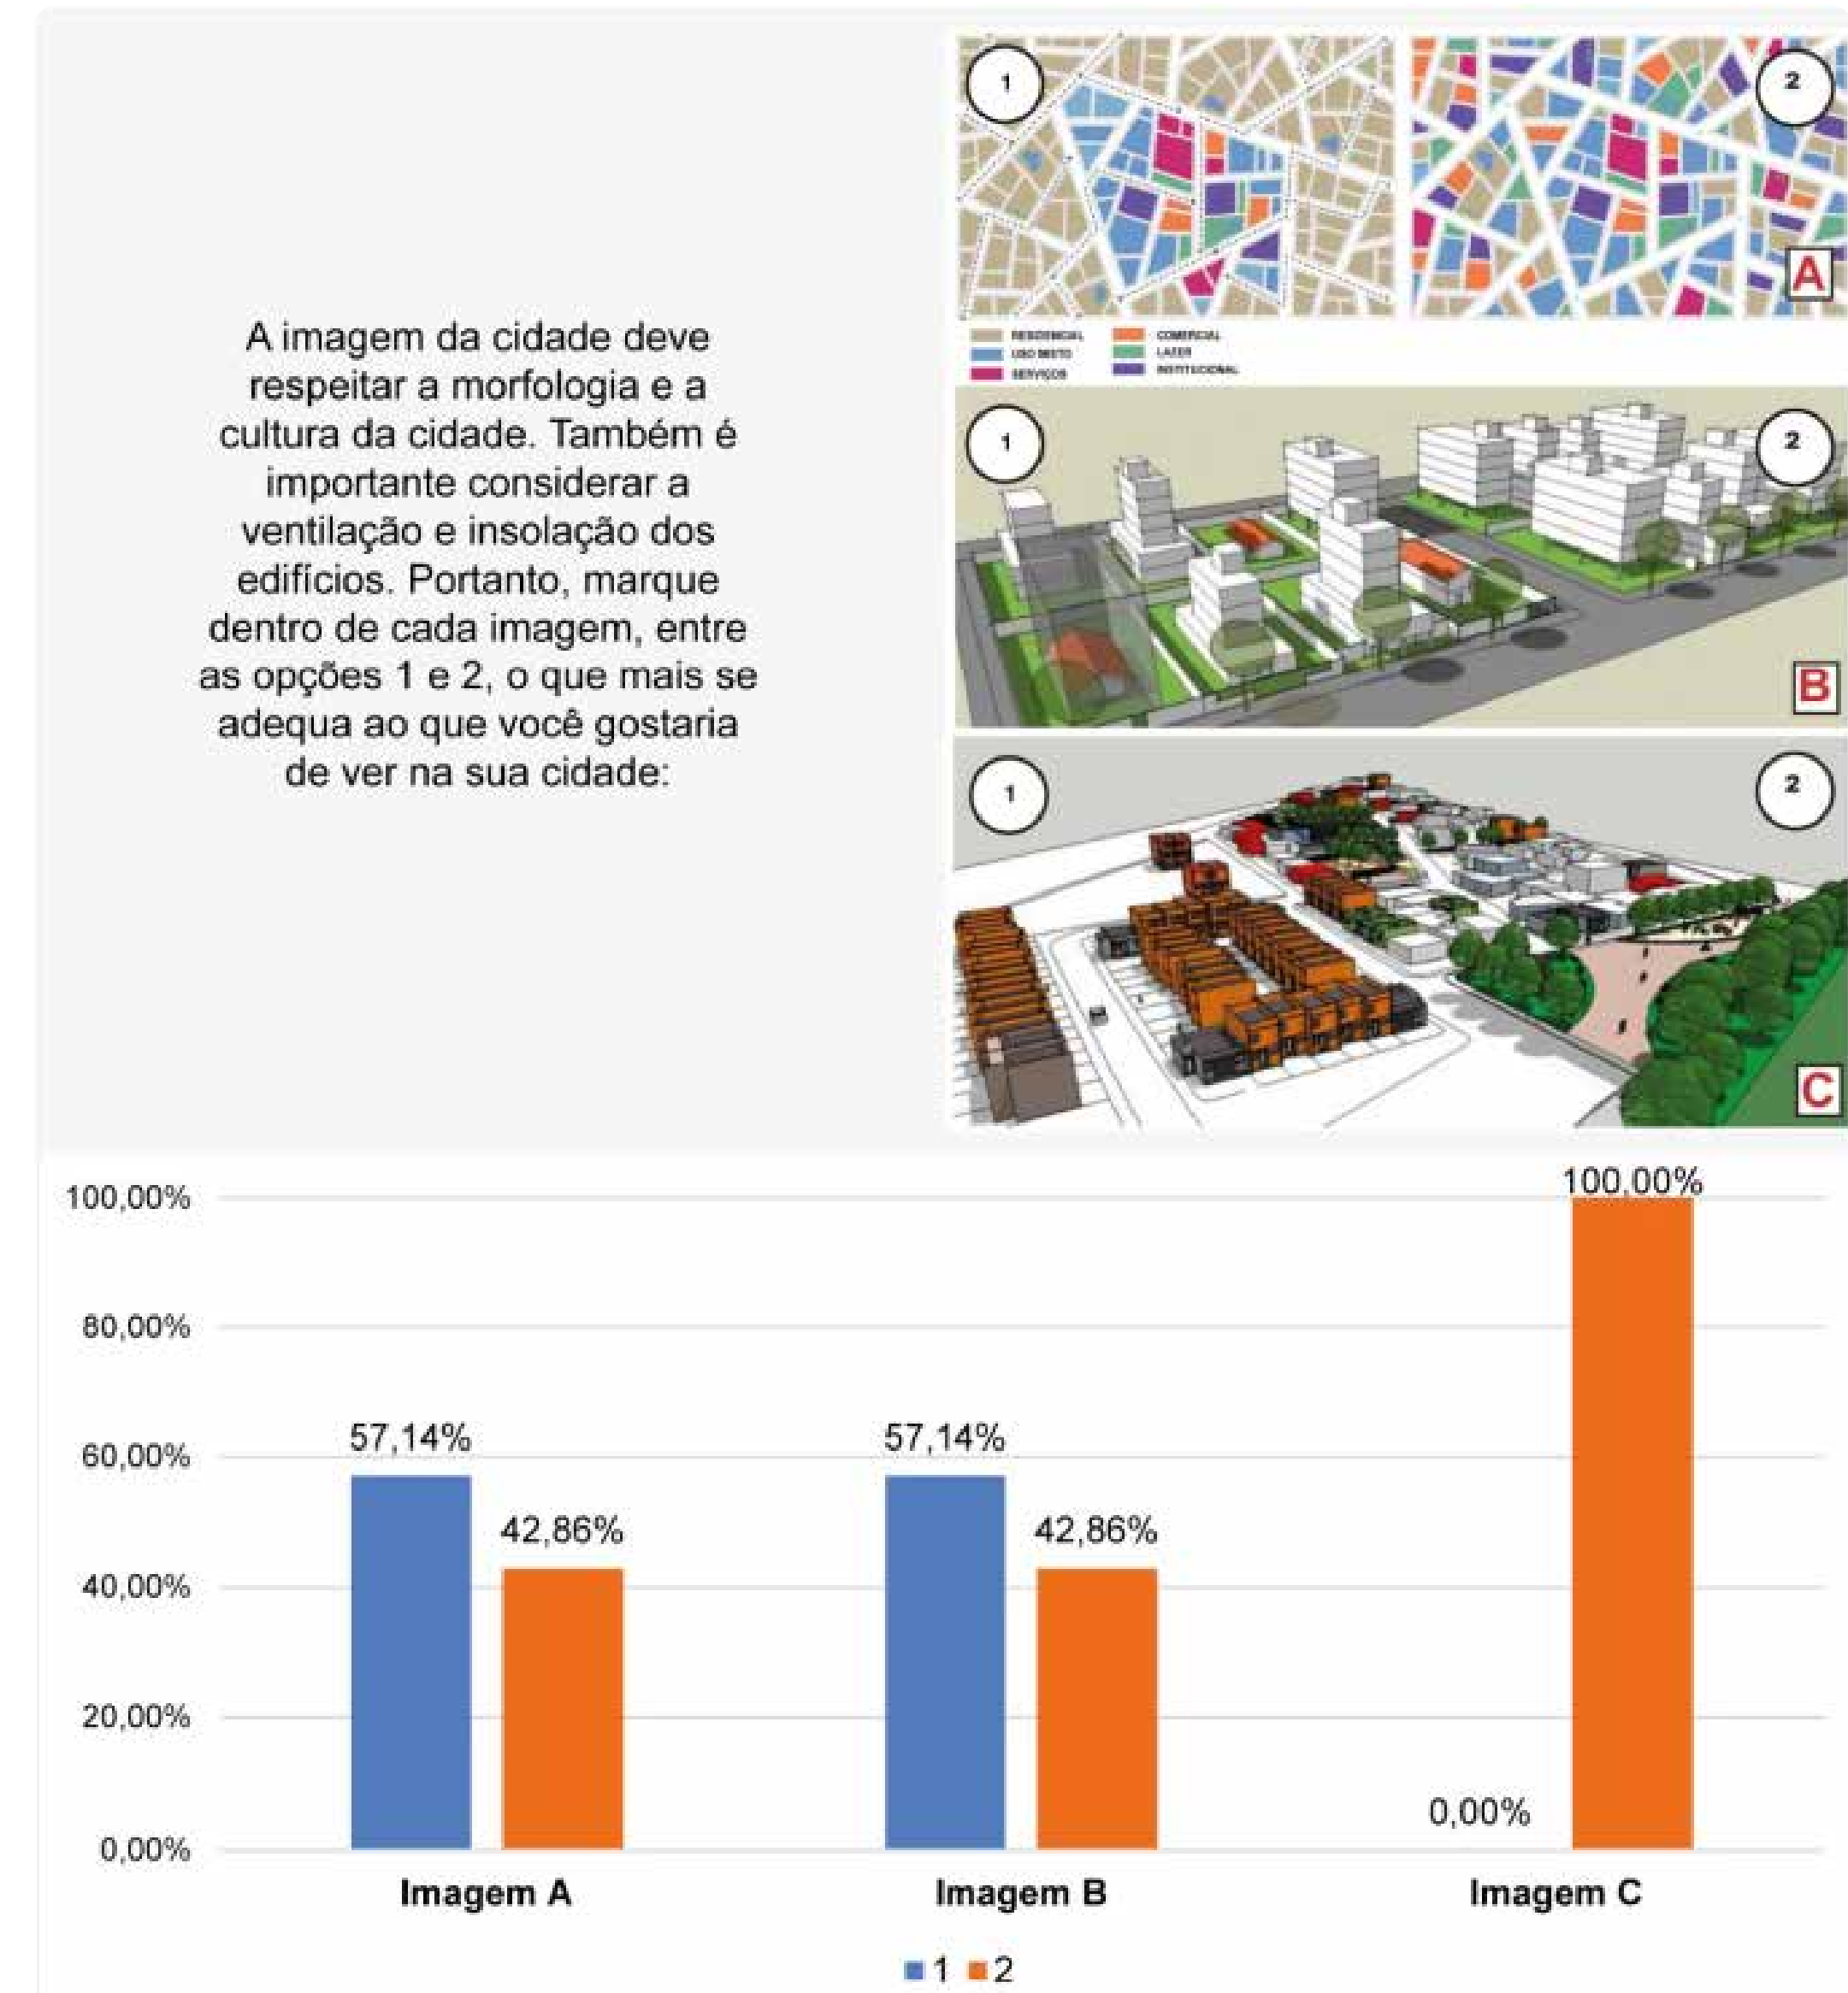 A imagem da cidade deve
respeitar a morfologia e a
cultura da cidade. Também é
importante considerar a
ventilação e insolação dos
edifícios. Portanto, marque
dentro de cada imagem, entre
as opções 1 e 2, o que mais se
adequa ao que você gostaria
de ver na sua cidade:
1
2
A
RESIDENCIAL
USO MISTO
SERVIÇOS
COMERCIAL
LAZER
INSTITUCIONAL
1
2
B
1
2
C
100,00%
80,00%
60,00%
40,00%
20,00%
0,00%
57,14%
42,86%
57,14%
42,86%
0,00%
100,00%
Imagem A
Imagem B
Imagem C
1 2